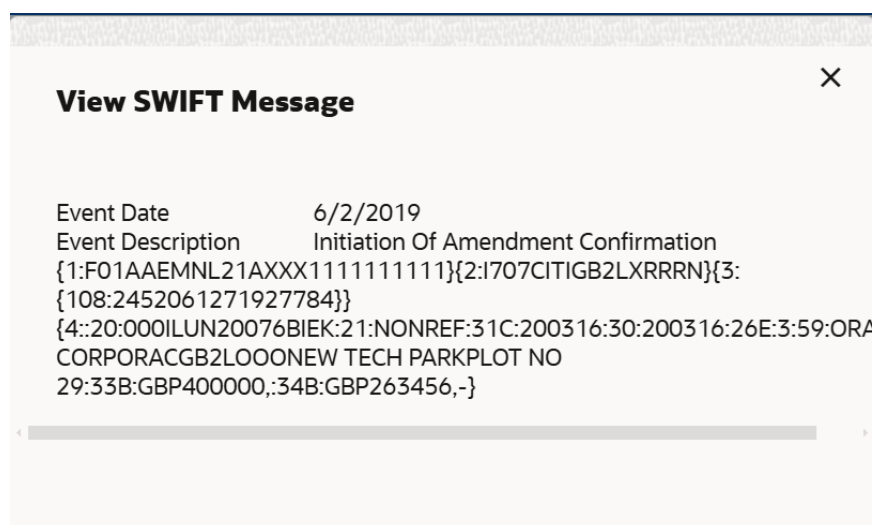 View SWIFT Message
Event Date 6/2/2019
Event Description Initiation Of Amendment Confirmation
{1:F01AAEMNL21AXXX1111111111}{2:I707CITIGB2LXRRRN}{3:
{108:2452061271927784}}
{4::20:000ILUN20076BIEK:21:NONREF:31C:200316:30:200316:26E:3:59:ORA
CORPORACGB2LOOONEW TECH PARKPLOT NO
29:33B:GBP400000,:34B:GBP263456,-}